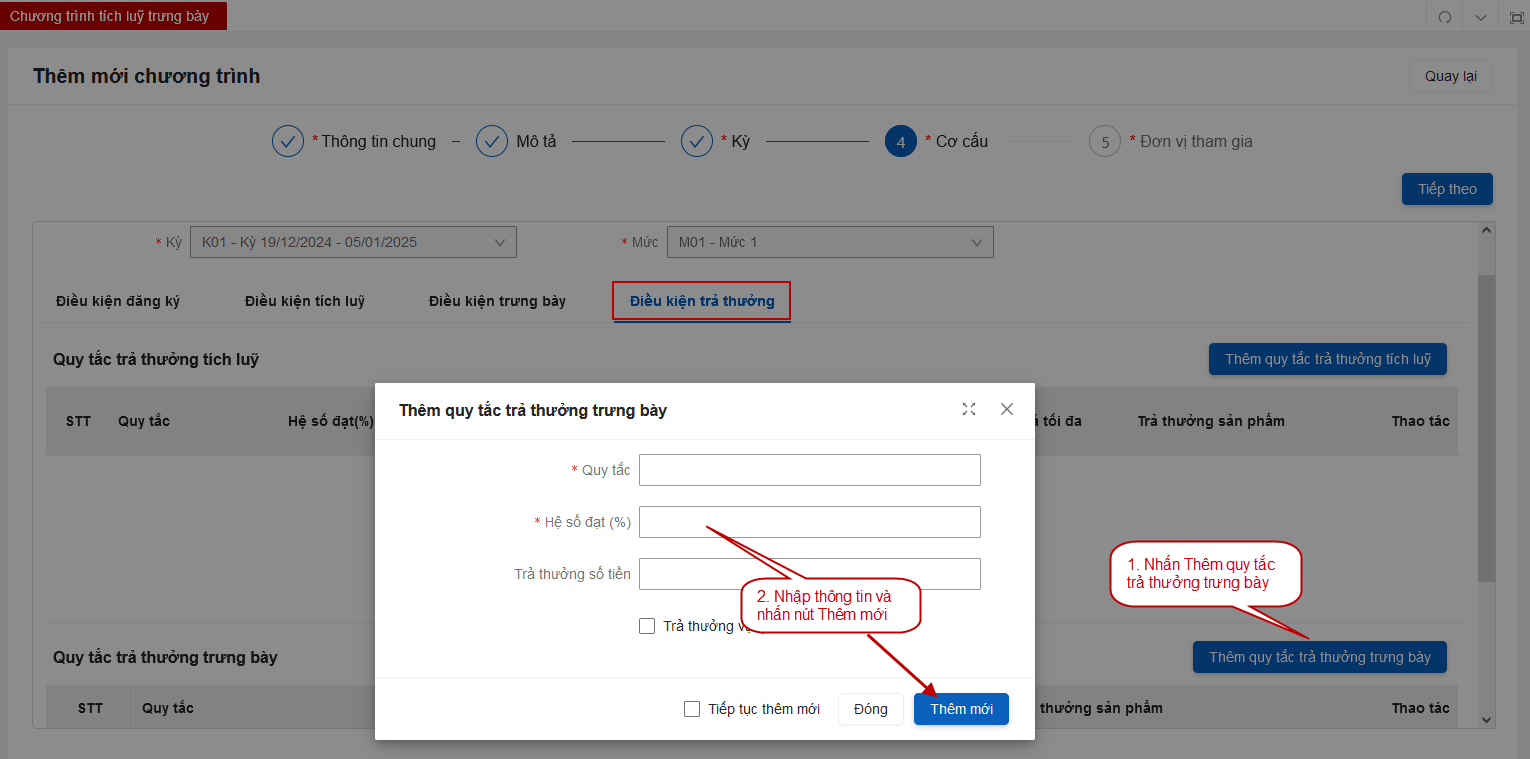 Chương trình tích luỹ trưng bày
Thêm mới chương trình
Quay lại
* Thông tin chung
Mô tả
* Kỳ
4 * Cơ cấu
5 * Đơn vị tham gia
Tiếp theo
* Kỳ K01 - Kỳ 19/12/2024 - 05/01/2025
* Mức M01 - Mức 1
Điều kiện đăng ký
Điều kiện tích luỹ
Điều kiện trưng bày
Điều kiện trả thưởng
Quy tắc trả thưởng tích luỹ
Thêm quy tắc trả thưởng tích luỹ
STT Quy tắc Hệ số đạt(%) tối đa Trả thưởng sản phẩm Thao tác
Thêm quy tắc trả thưởng trưng bày
* Quy tắc
* Hệ số đạt (%)
Trả thưởng số tiền
Trả thưởng
2. Nhập thông tin và
nhấn nút Thêm mới
Tiếp tục thêm mới
Đóng
Thêm mới
1. Nhấn Thêm quy tắc
trả thưởng trưng bày
Quy tắc trả thưởng trưng bày
Thêm quy tắc trả thưởng trưng bày
STT Quy tắc thưởng sản phẩm Thao tác